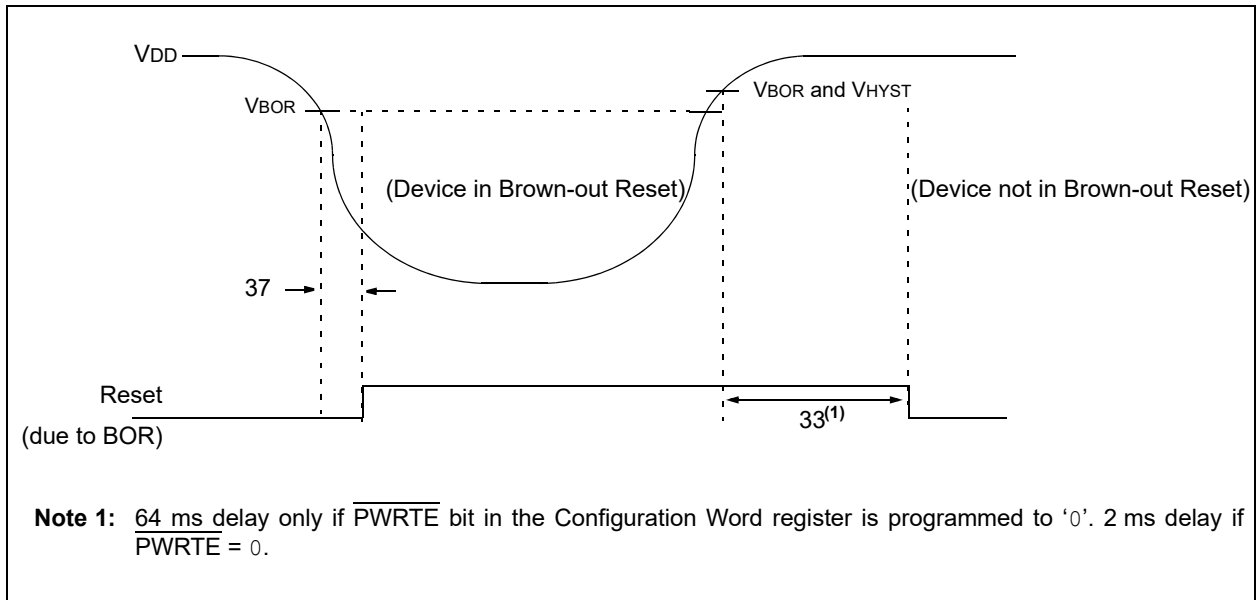 VDD
VBOR
VBOR and VHYST
(Device in Brown-out Reset)
(Device not in Brown-out Reset)
37
Reset
(due to BOR)
33(1)
Note 1: 64 ms delay only if PWRTE bit in the Configuration Word register is programmed to ‘0’. 2 ms delay if
PWRTE = 0.